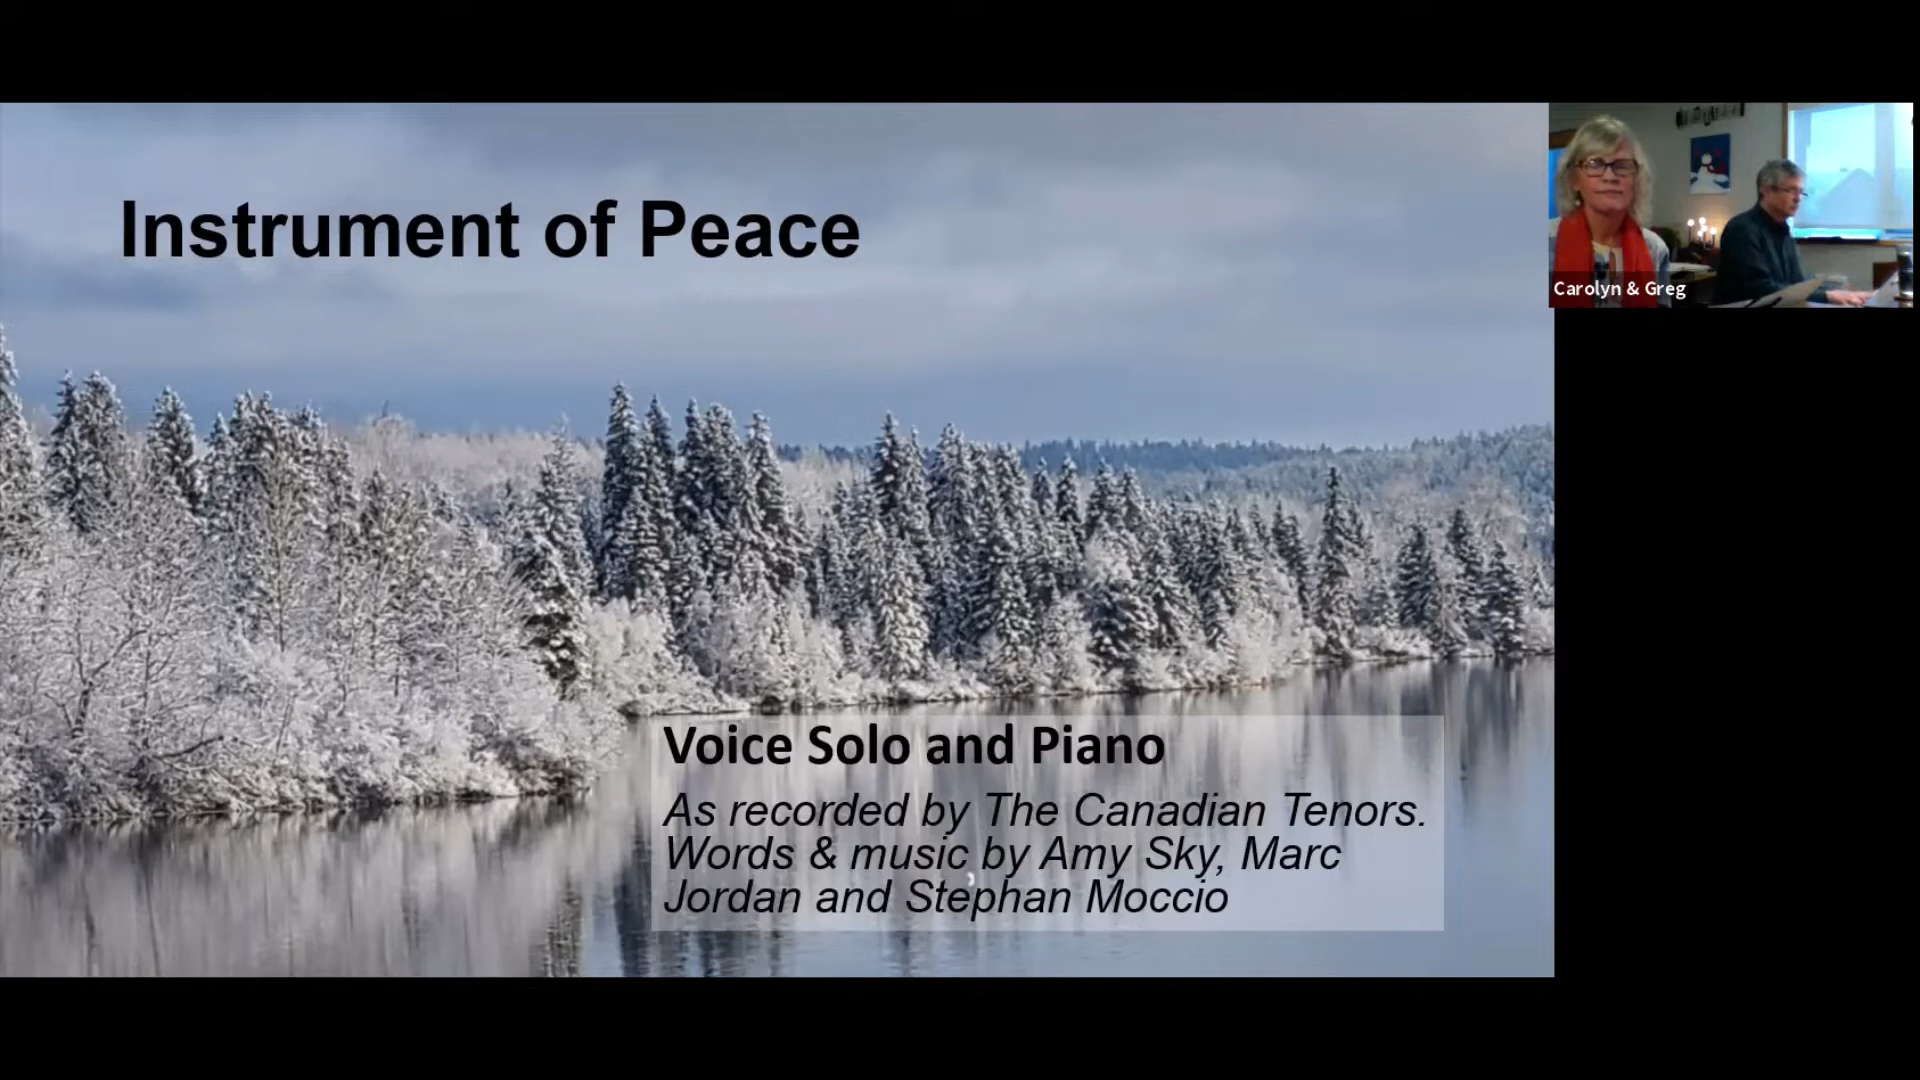 Instrument of Peace
Carolyn & Greg
Voice Solo and Piano
As recorded by The Canadian Tenors.
Words & music by Amy Sky, Marc
Jordan and Stephan Moccio